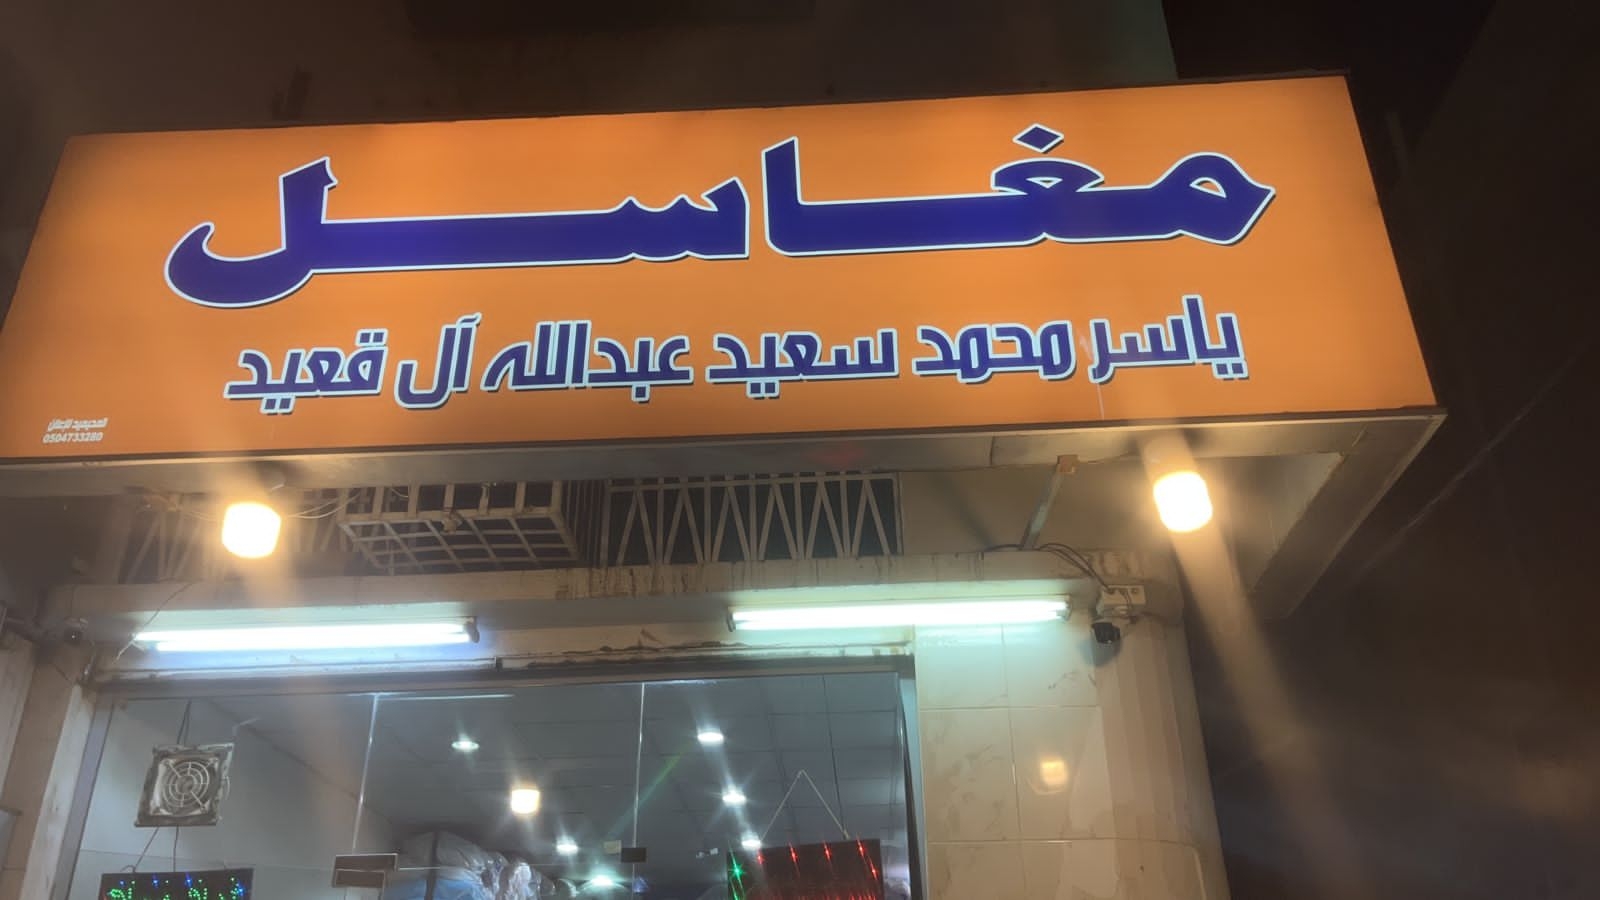 مغاسل
ياسر محمد سعيد عبدالله آل قعيد
0504733280